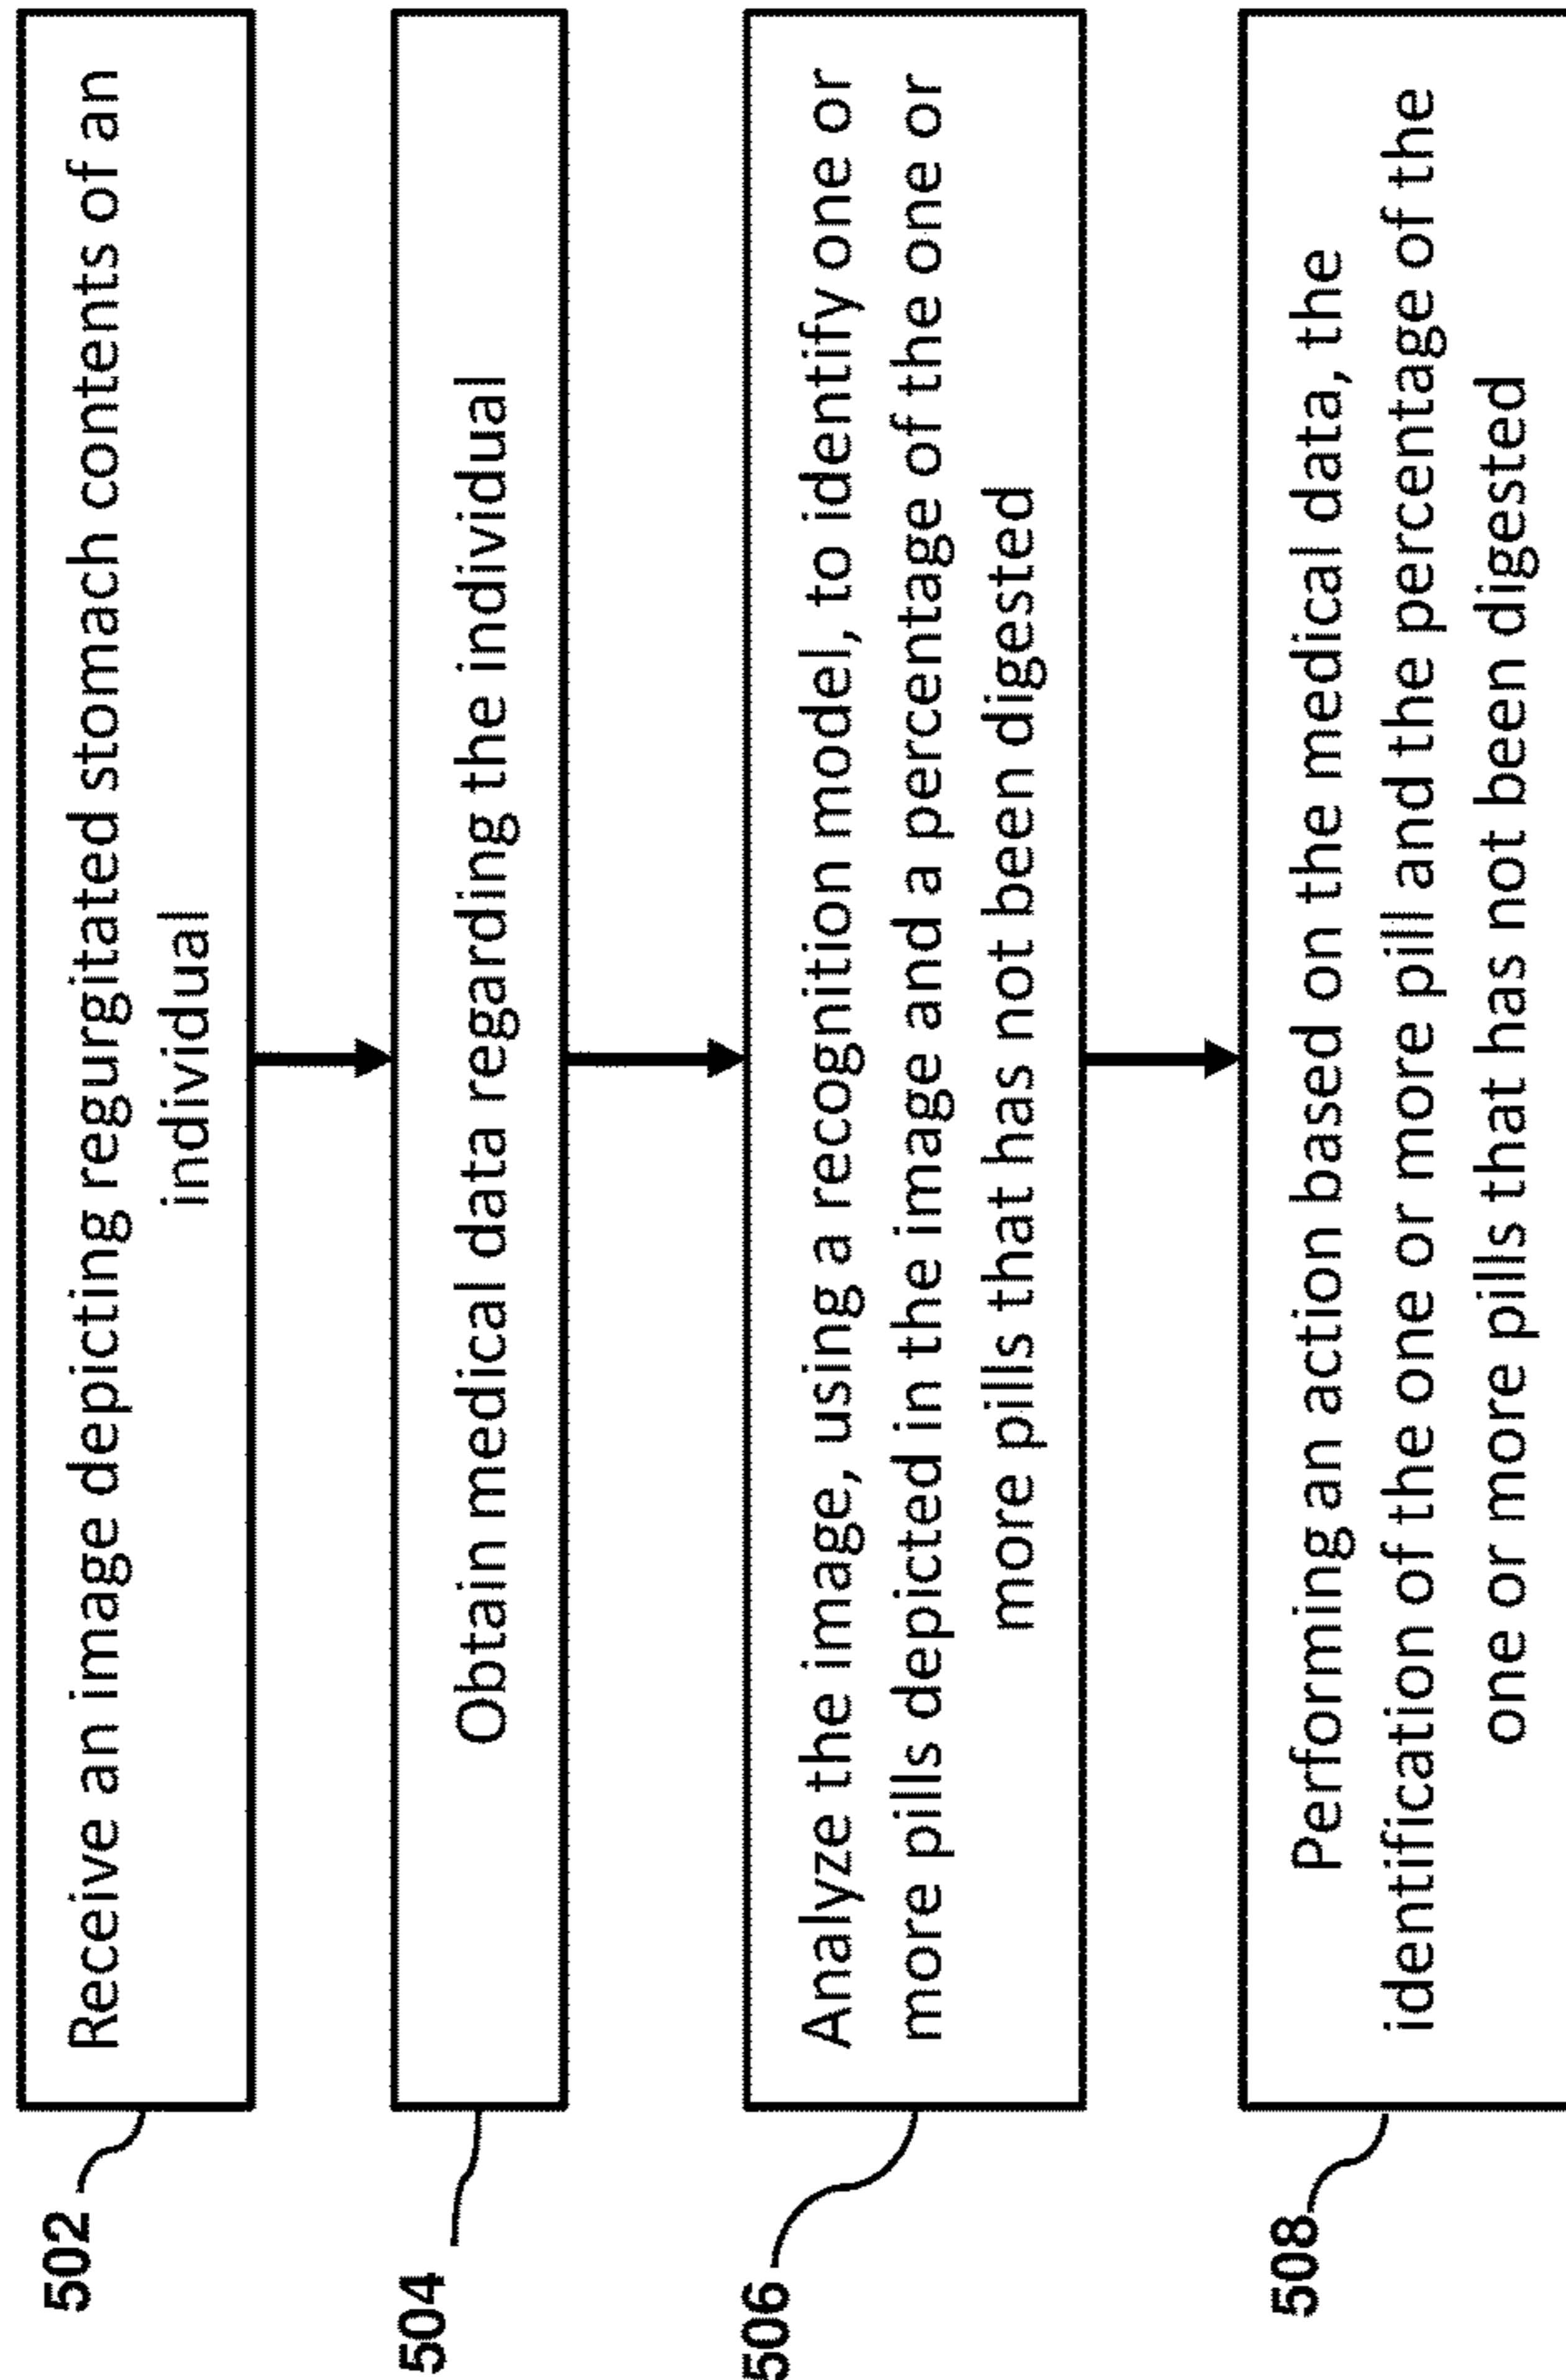 502
Receive an image depicting regurgitated stomach contents of an
individual
504
Obtain medical data regarding the individual
506
Analyze the image, using a recognition model, to identify one or
more pills depicted in the image and a percentage of the one or
more pills that has not been digested
508
Performing an action based on the medical data, the
identification of the one or more pill and the percentage of the
one or more pills that has not been digested